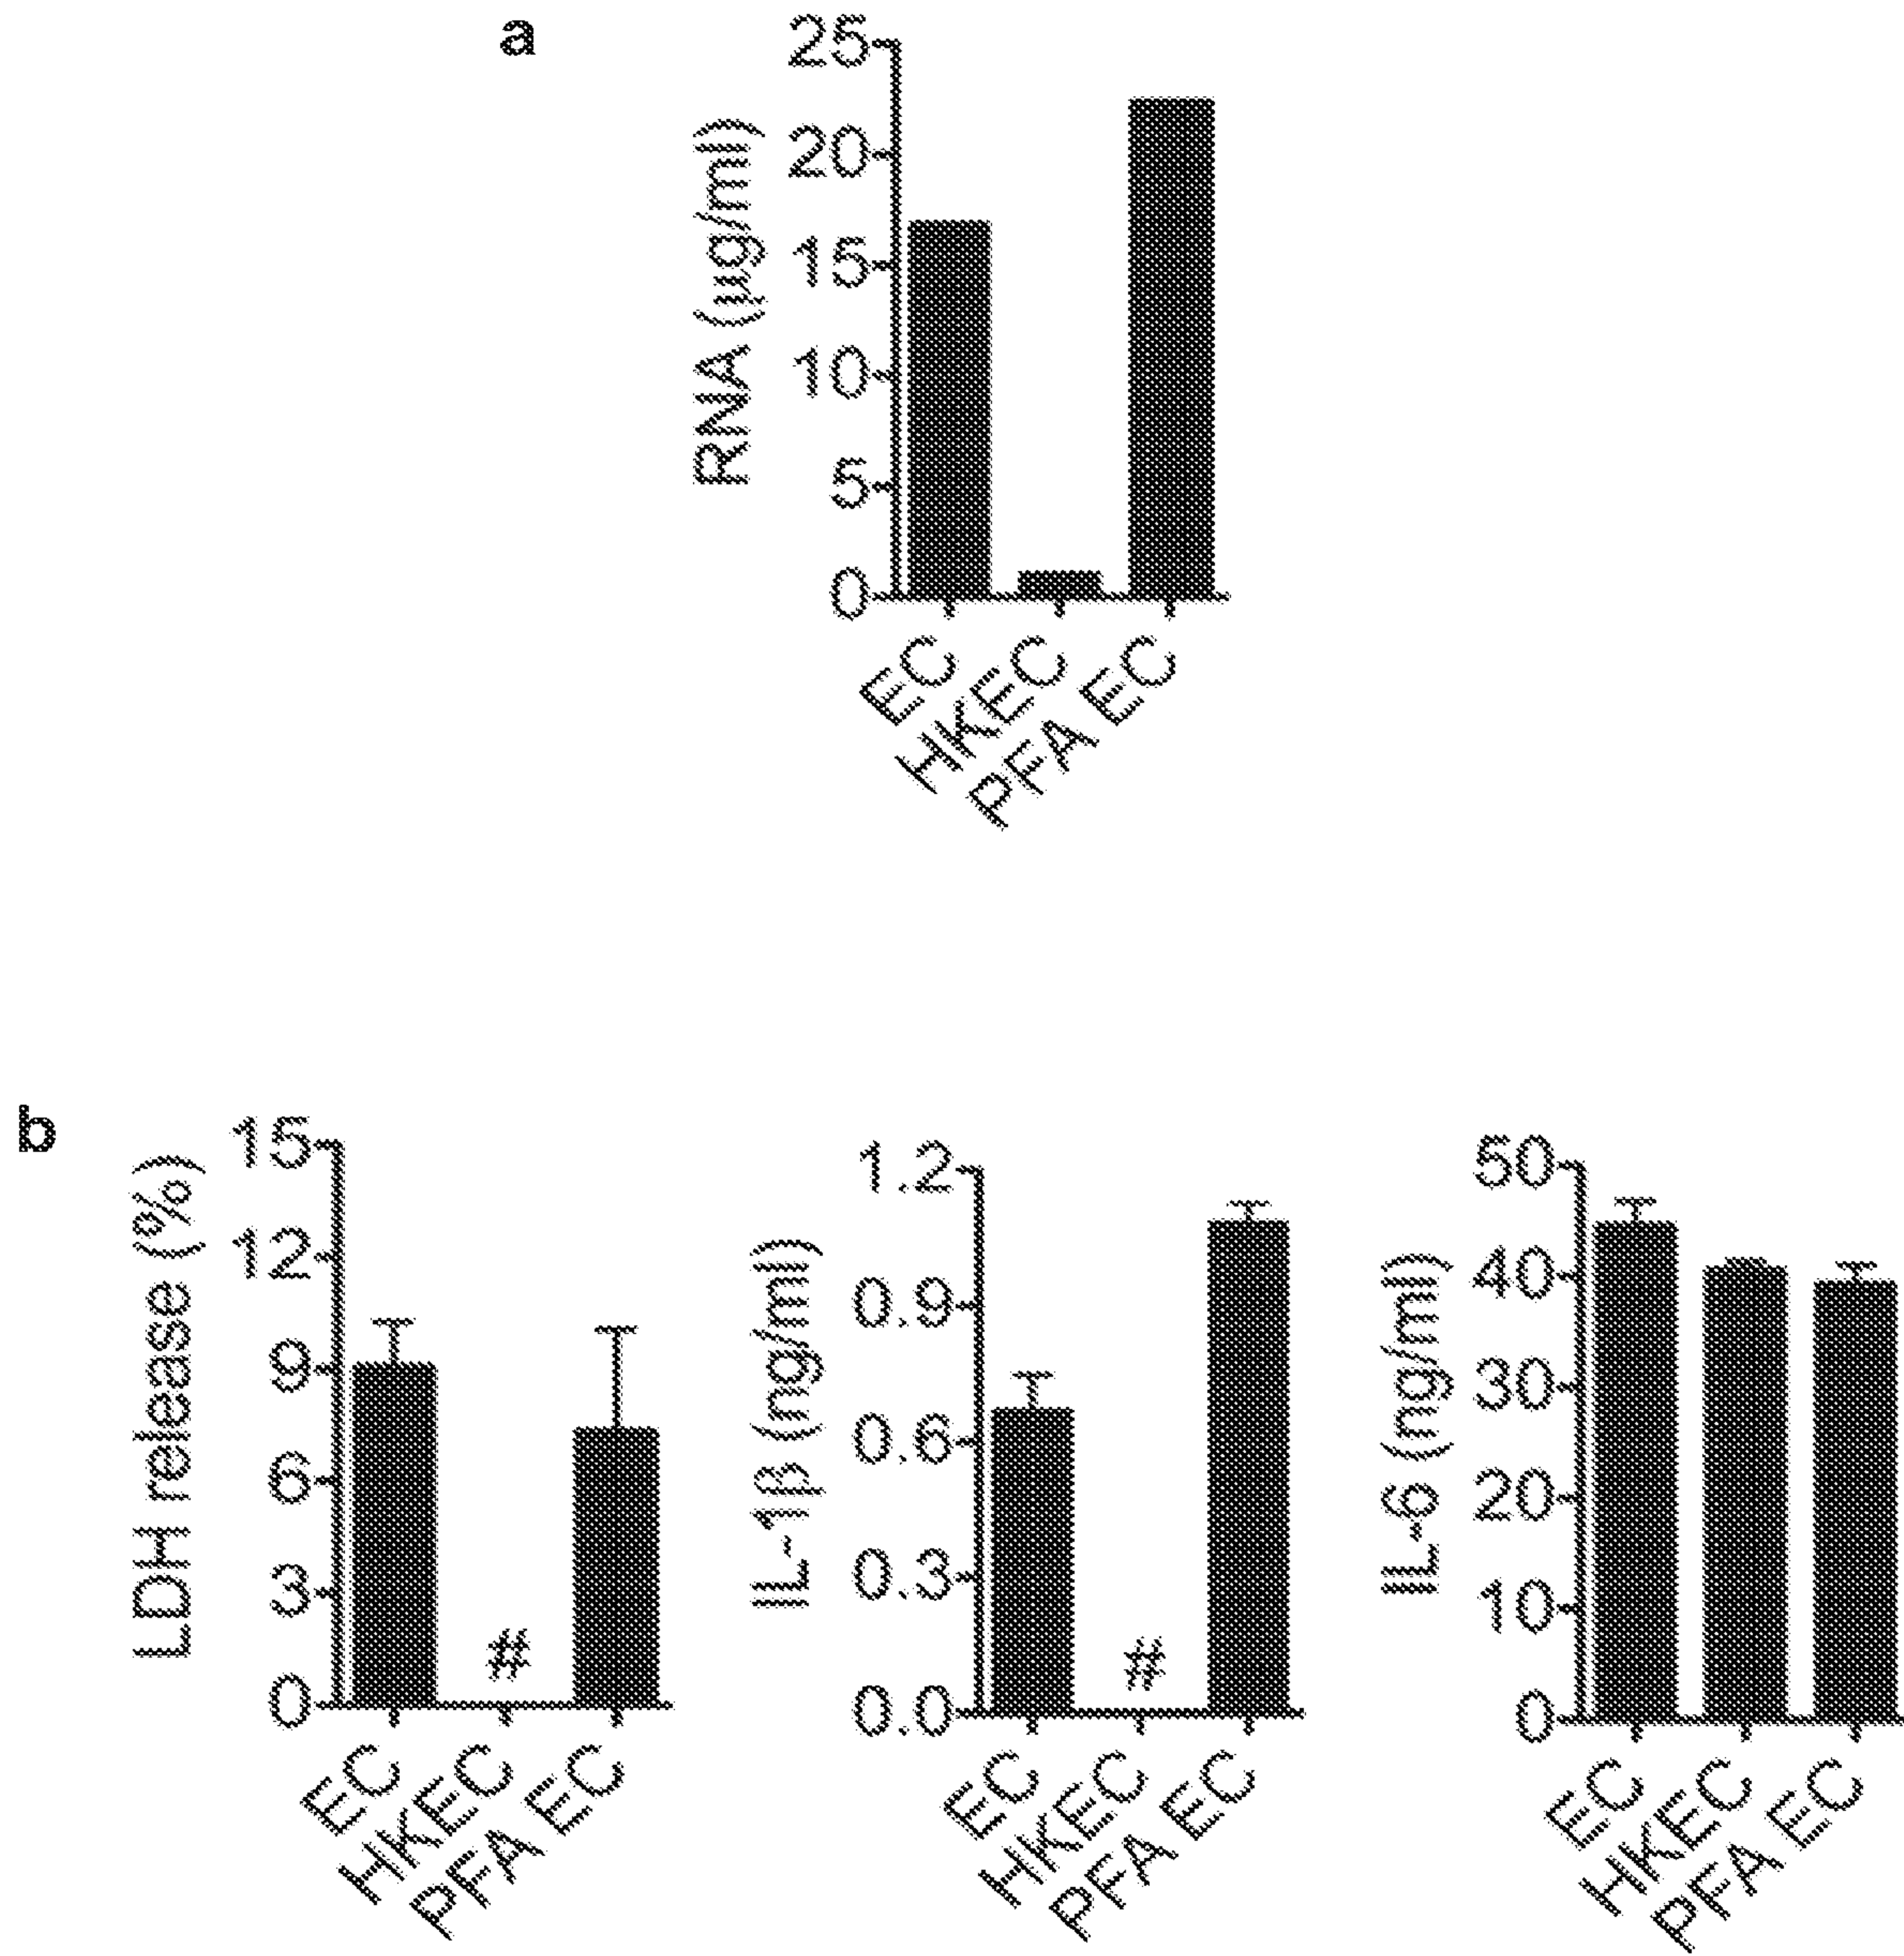 a
RNA (µg/ml)
25
20
15
10
5
0
EC
HKEC
PFA EC
b
LDH release (%)
15
12
9
6
3
0
#
EC
HKEC
PFA EC
IL-1β (ng/ml)
1.2
0.9
0.6
0.3
0.0
#
EC
HKEC
PFA EC
IL-6 (ng/ml)
50
40
30
20
10
0
EC
HKEC
PFA EC